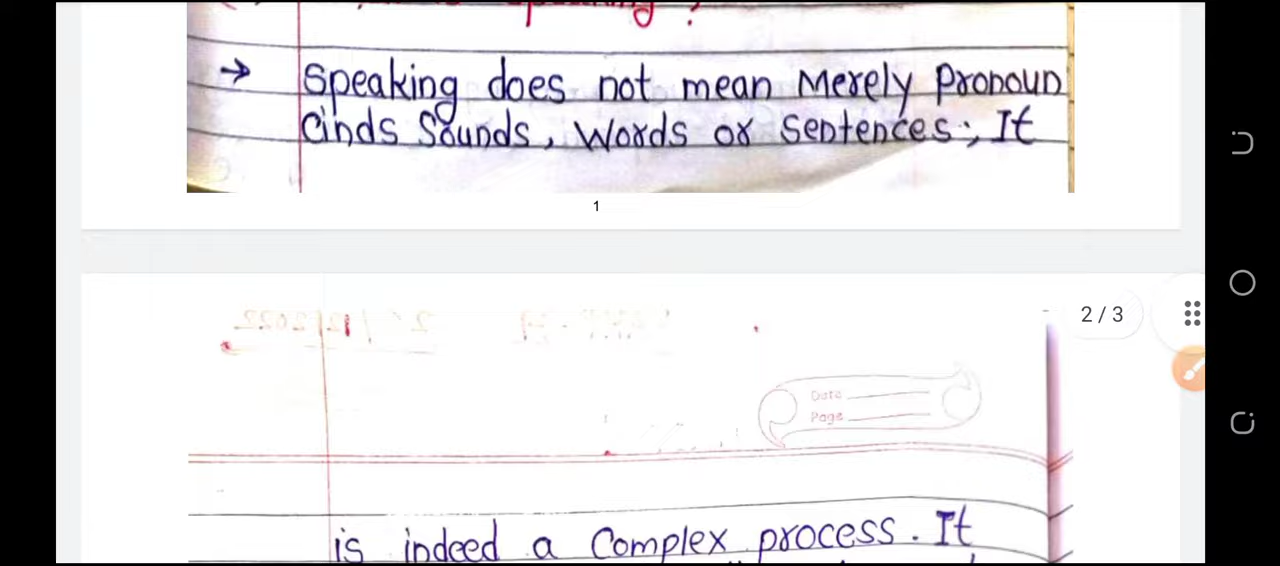 → Speaking does not mean Merely pronoun
cinds Sounds, Words or Sentences; It
1
2 / 3
Date
Page
is indeed a Complex process. It